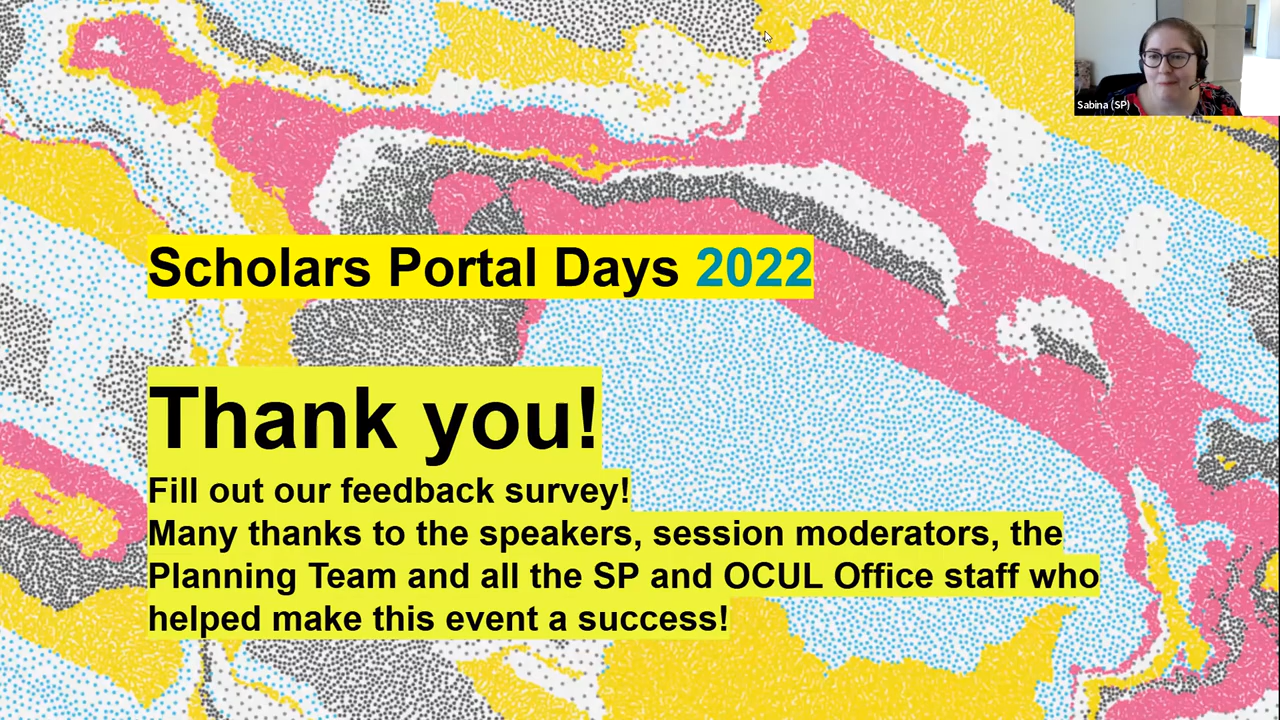 Sabina (SP)
Scholars Portal Days 2022
Thank you!
Fill out our feedback survey!
Many thanks to the speakers, session moderators, the
Planning Team and all the SP and OCUL Office staff who
helped make this event a success!